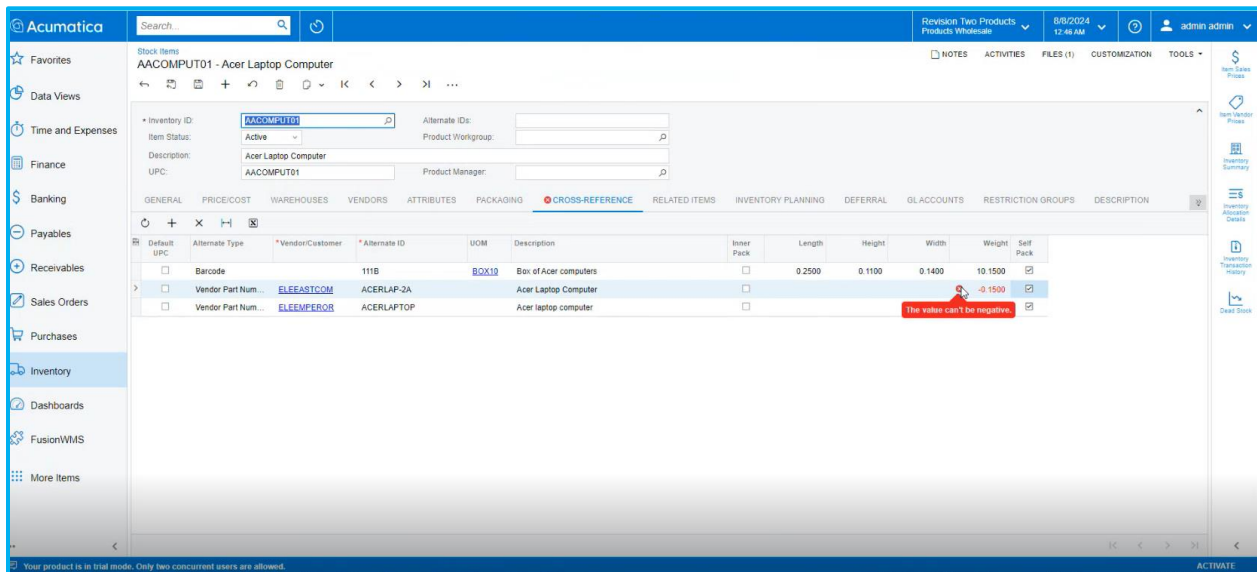 Acumatica
Search...
Revision Two Products
Products Wholesale
8/8/2024
12:46 AM
admin admin
Favorites
Data Views
Time and Expenses
Finance
Banking
Payables
Receivables
Sales Orders
Purchases
Inventory
Dashboards
FusionWMS
More Items
Stock Items
AACOMPUT01 - Acer Laptop Computer
NOTES ACTIVITIES FILES (1) CUSTOMIZATION TOOLS
* Inventory ID: AACOMPUT01 Alternate IDs:
Item Status: Active Product Workgroup:
Description: Acer Laptop Computer
UPC: AACOMPUT01 Product Manager:
GENERAL PRICE/COST WAREHOUSES VENDORS ATTRIBUTES PACKAGING CROSS-REFERENCE RELATED ITEMS INVENTORY PLANNING DEFERRAL GL ACCOUNTS RESTRICTION GROUPS DESCRIPTION
Default UPC Alternate Type * Vendor/Customer * Alternate ID UOM Description Inner Pack Length Height Width Weight Self Pack
Barcode 111B BOX10 Box of Acer computers 0.2500 0.1100 0.1400 10.1500
Vendor Part Num... ELEEASTCOM ACERLAP-2A Acer Laptop Computer -0.1500
Vendor Part Num... ELEEMPEROR ACERLAPTOP Acer laptop computer
The value can't be negative.
Item Sales Prices
Item Vendor Prices
Inventory Summary
Inventory Allocation Details
Inventory Transaction History
Dead Stock
Your product is in trial mode. Only two concurrent users are allowed.
ACTIVATE